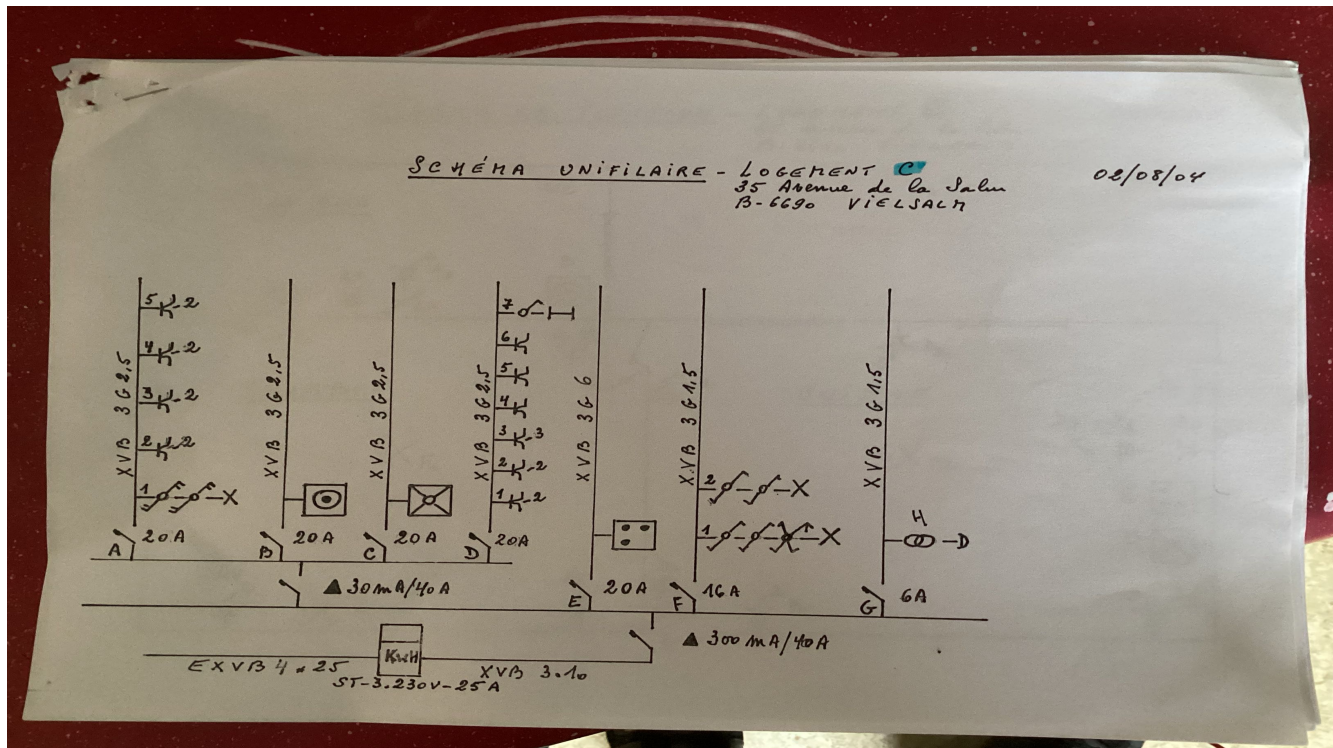 SCHÉMA UNIFILAIRE - LOGEMENT C
02/08/04
35 Avenue de la Salm
B-6690 VIELSALM
5 2
4 2
3 2
2 2
1 X
XVB 3G2,5
A 20A
XVB 3G2,5
B 20A
XVB 3G2,5
C 20A
7
6
5
4
3 3
2 2
1 2
XVB 3G2,5
D 20A
XVB 3G6
E 20A
XVB 3G1,5
2 X
1 X
F 16A
XVB 3G1,5
H
G 6A
30mA/40A
300mA/40A
EXVB 4x25
KWH
XVB 3.10
ST-3.230V-25A